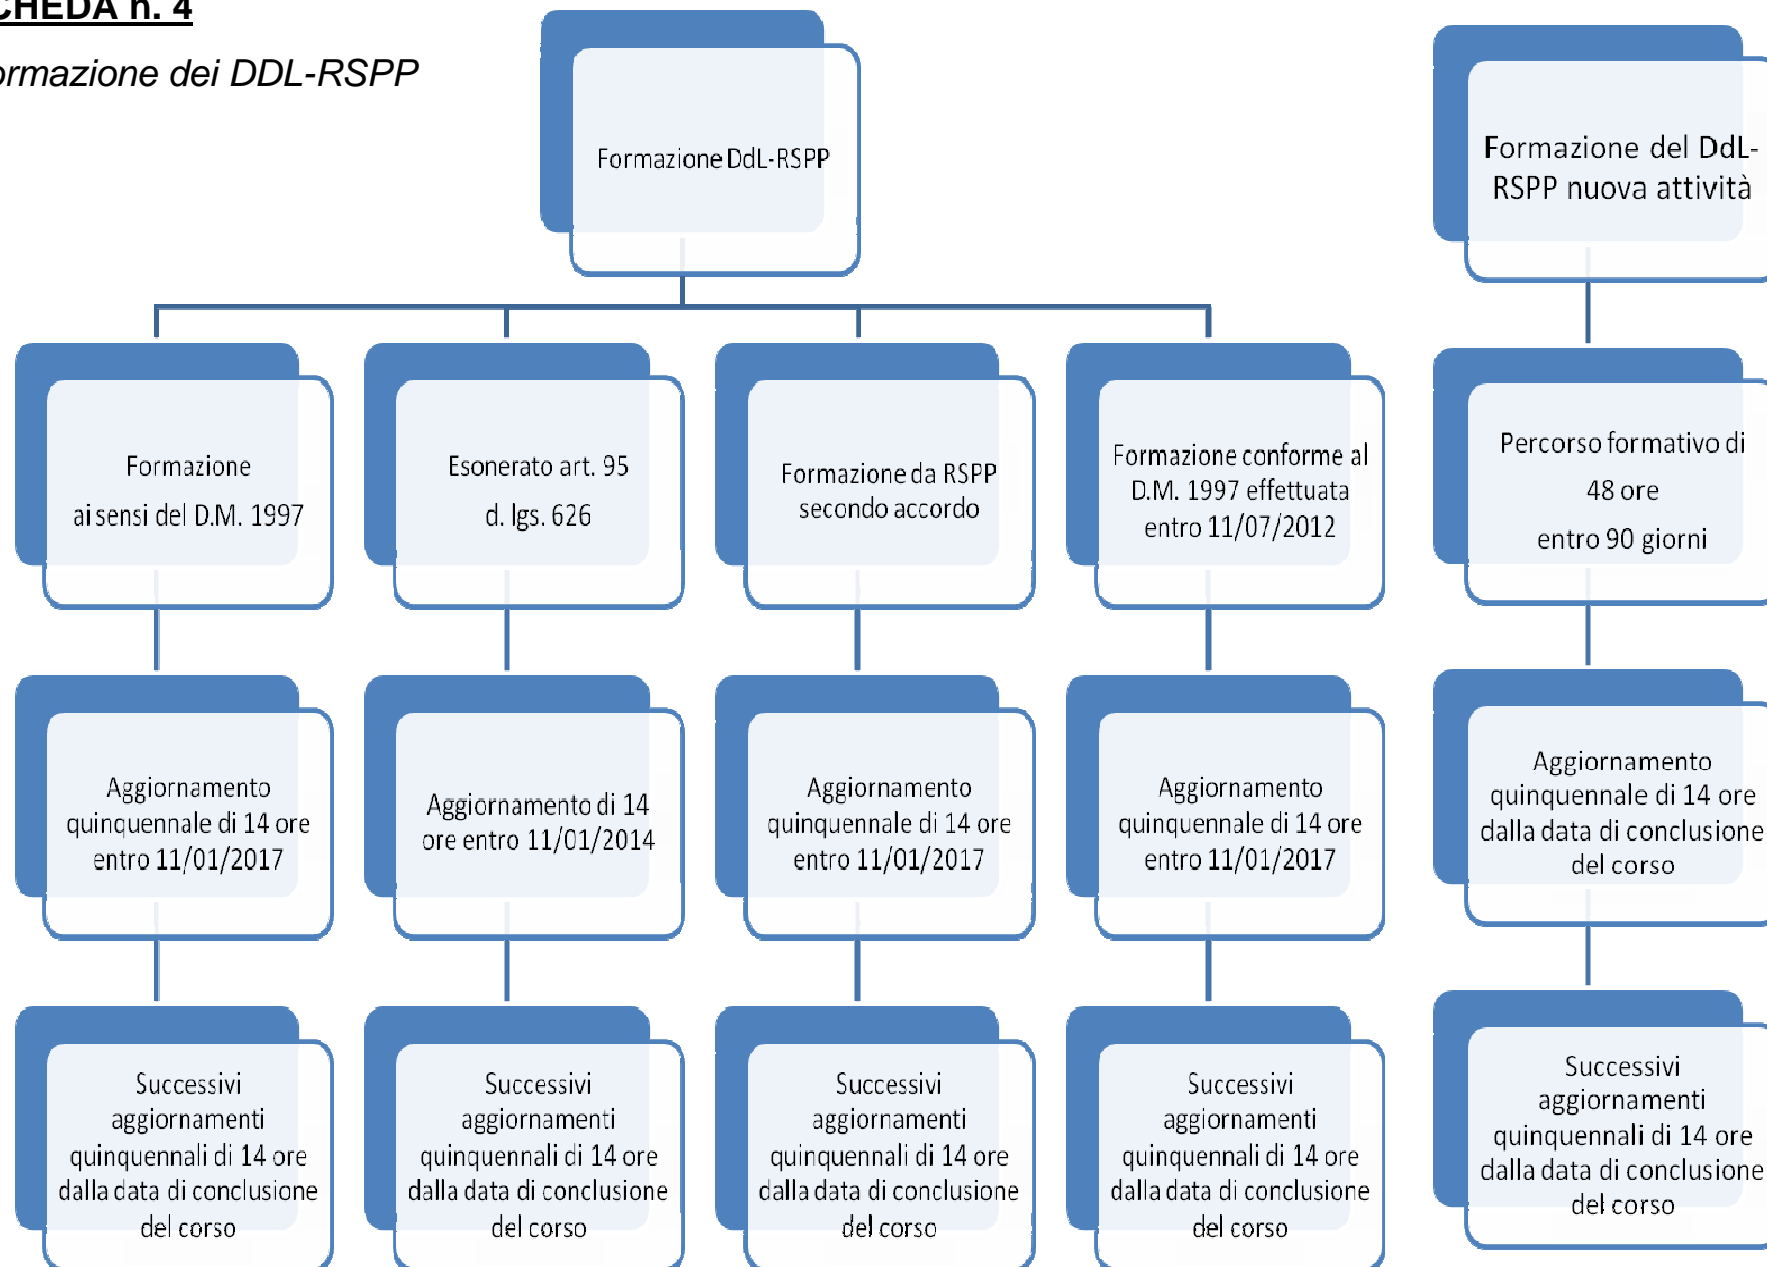 CHEDA n. 4
ormazione dei DDL-RSPP
Formazione DdL-RSPP
Formazione del DdL-
RSPP nuova attività
Formazione
ai sensi del D.M. 1997
Esonerato art. 95
d. lgs. 626
Formazione da RSPP
secondo accordo
Formazione conforme al
D.M. 1997 effettuata
entro 11/07/2012
Percorso formativo di
48 ore
entro 90 giorni
Aggiornamento
quinquennale di 14 ore
entro 11/01/2017
Aggiornamento di 14
ore entro 11/01/2014
Aggiornamento
quinquennale di 14 ore
entro 11/01/2017
Aggiornamento
quinquennale di 14 ore
entro 11/01/2017
Aggiornamento
quinquennale di 14 ore
dalla data di conclusione
del corso
Successivi
aggiornamenti
quinquennali di 14 ore
dalla data di conclusione
del corso
Successivi
aggiornamenti
quinquennali di 14 ore
dalla data di conclusione
del corso
Successivi
aggiornamenti
quinquennali di 14 ore
dalla data di conclusione
del corso
Successivi
aggiornamenti
quinquennali di 14 ore
dalla data di conclusione
del corso
Successivi
aggiornamenti
quinquennali di 14 ore
dalla data di conclusione
del corso